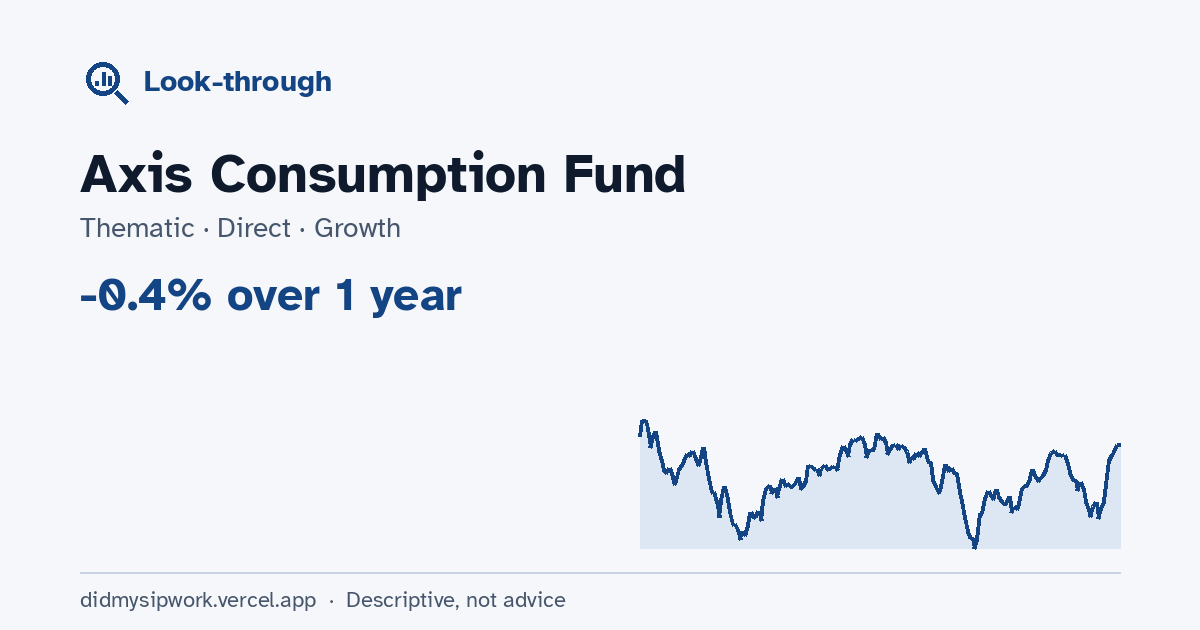 Look-through
Axis Consumption Fund
Thematic · Direct · Growth
-0.4% over 1 year
didmysipwork.vercel.app · Descriptive, not advice